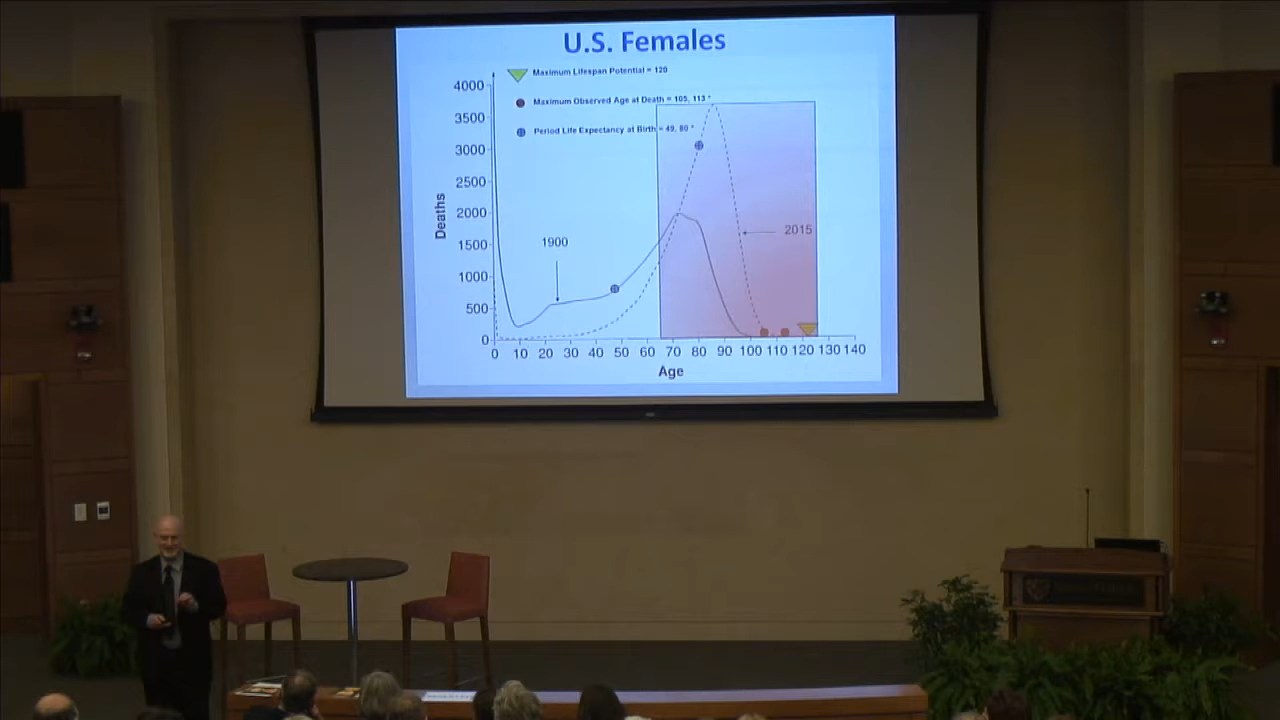 U.S. Females
Maximum Lifespan Potential = 120
Maximum Observed Age at Death = 105, 113 *
Period Life Expectancy at Birth = 49, 80 *
4000
3500
3000
2500
2000
1500
1000
500
0
Deaths
1900
2015
0 10 20 30 40 50 60 70 80 90 100 110 120 130 140
Age